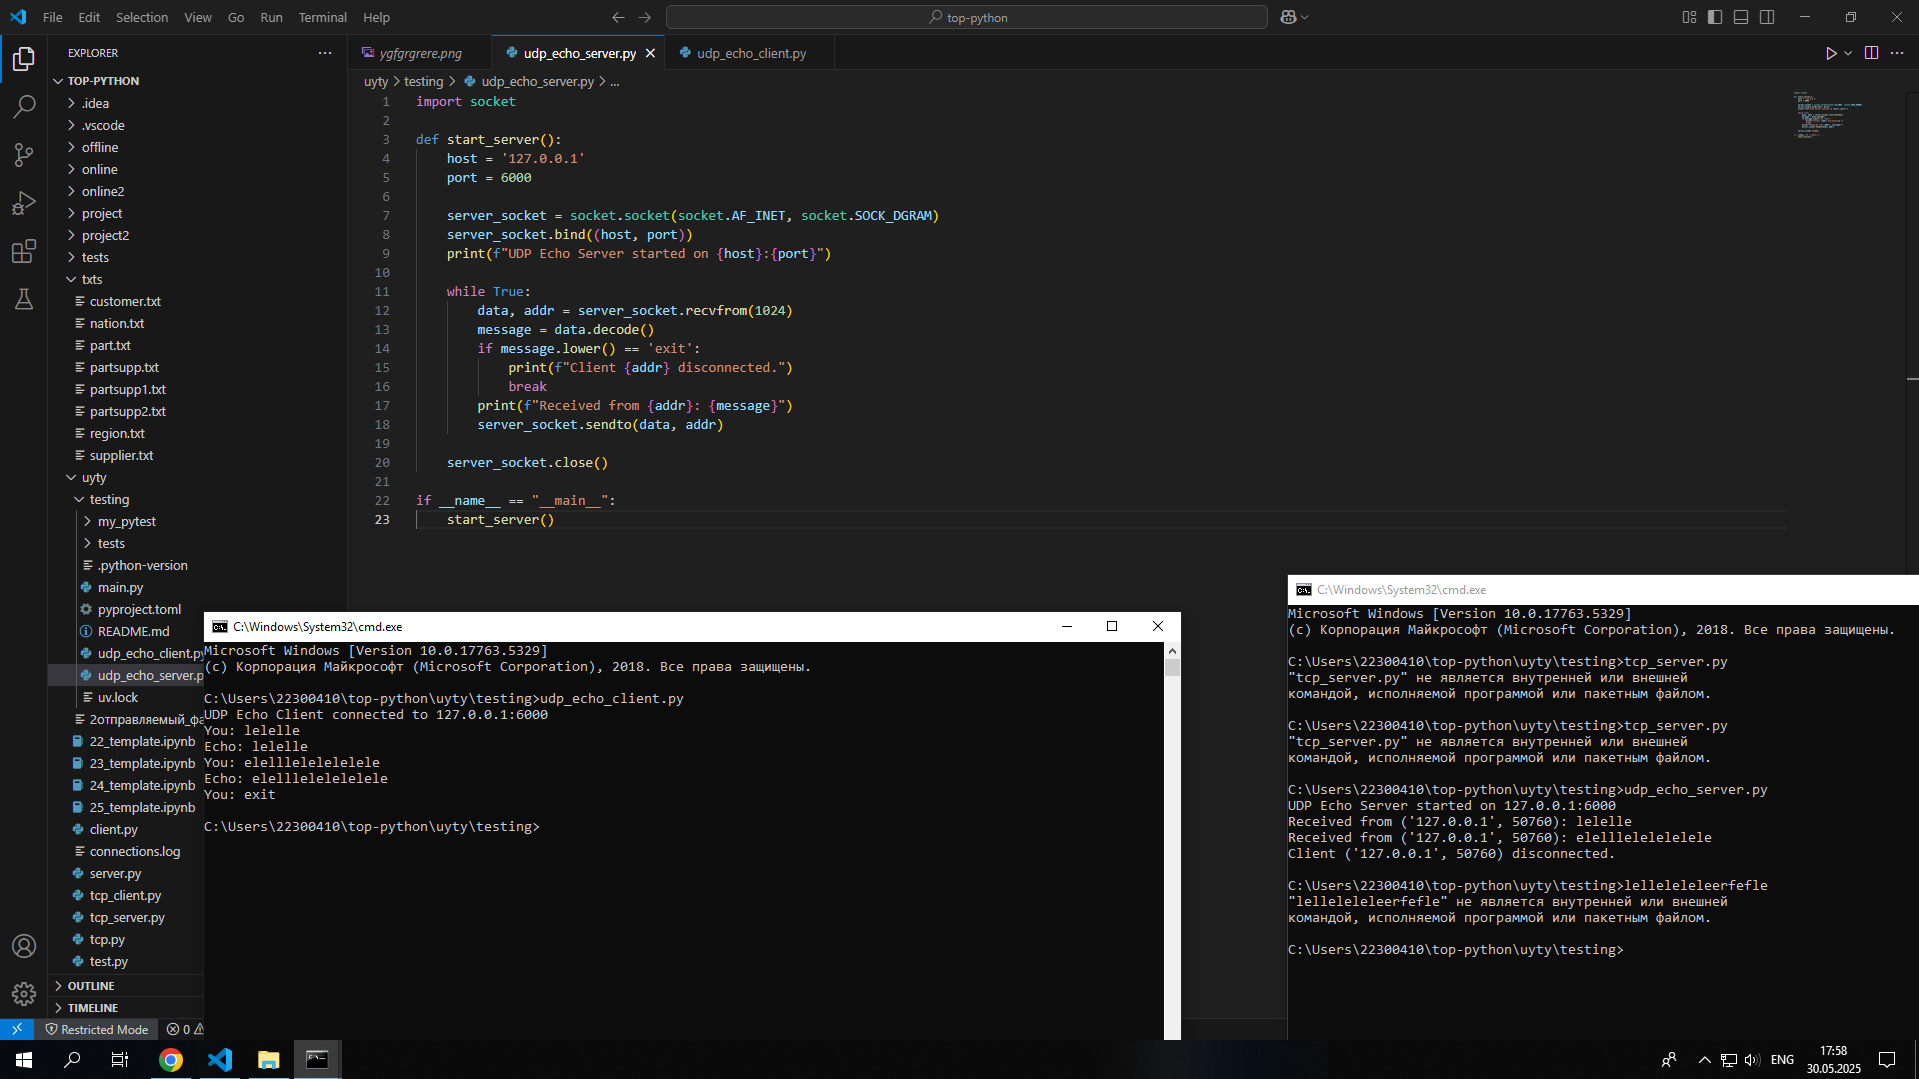 File Edit Selection View Go Run Terminal Help
top-python
EXPLORER
ygfgrgrere.png
udp_echo_server.py
udp_echo_client.py
TOP-PYTHON
uyty > testing > udp_echo_server.py > ...
.idea
.vscode
offline
online
online2
project
project2
tests
txts
customer.txt
nation.txt
part.txt
partsupp.txt
partsupp1.txt
partsupp2.txt
region.txt
supplier.txt
uyty
testing
my_pytest
tests
.python-version
main.py
pyproject.toml
README.md
udp_echo_client.py
udp_echo_server.p
uv.lock
2отправляемый_фа
22_template.ipynb
23_template.ipynb
24_template.ipynb
25_template.ipynb
client.py
connections.log
server.py
tcp_client.py
tcp_server.py
tcp.py
test.py
OUTLINE
TIMELINE
Restricted Mode
0
1 import socket
2
3 def start_server():
4 host = '127.0.0.1'
5 port = 6000
6
7 server_socket = socket.socket(socket.AF_INET, socket.SOCK_DGRAM)
8 server_socket.bind((host, port))
9 print(f"UDP Echo Server started on {host}:{port}")
10
11 while True:
12 data, addr = server_socket.recvfrom(1024)
13 message = data.decode()
14 if message.lower() == 'exit':
15 print(f"Client {addr} disconnected.")
16 break
17 print(f"Received from {addr}: {message}")
18 server_socket.sendto(data, addr)
19
20 server_socket.close()
21
22 if __name__ == "__main__":
23 start_server()
C:\Windows\System32\cmd.exe
Microsoft Windows [Version 10.0.17763.5329]
(c) Корпорация Майкрософт (Microsoft Corporation), 2018. Все права защищены.
C:\Users\22300410\top-python\uyty\testing>udp_echo_client.py
UDP Echo Client connected to 127.0.0.1:6000
You: lelelle
Echo: lelelle
You: elelllelelelelele
Echo: elelllelelelelele
You: exit
C:\Users\22300410\top-python\uyty\testing>
C:\Windows\System32\cmd.exe
Microsoft Windows [Version 10.0.17763.5329]
(c) Корпорация Майкрософт (Microsoft Corporation), 2018. Все права защищены.
C:\Users\22300410\top-python\uyty\testing>tcp_server.py
"tcp_server.py" не является внутренней или внешней
командой, исполняемой программой или пакетным файлом.
C:\Users\22300410\top-python\uyty\testing>tcp_server.py
"tcp_server.py" не является внутренней или внешней
командой, исполняемой программой или пакетным файлом.
C:\Users\22300410\top-python\uyty\testing>udp_echo_server.py
UDP Echo Server started on 127.0.0.1:6000
Received from ('127.0.0.1', 50760): lelelle
Received from ('127.0.0.1', 50760): elelllelelelelele
Client ('127.0.0.1', 50760) disconnected.
C:\Users\22300410\top-python\uyty\testing>lelleleleleerfefle
"lelleleleleerfefle" не является внутренней или внешней
командой, исполняемой программой или пакетным файлом.
C:\Users\22300410\top-python\uyty\testing>
ENG
17:58
30.05.2025